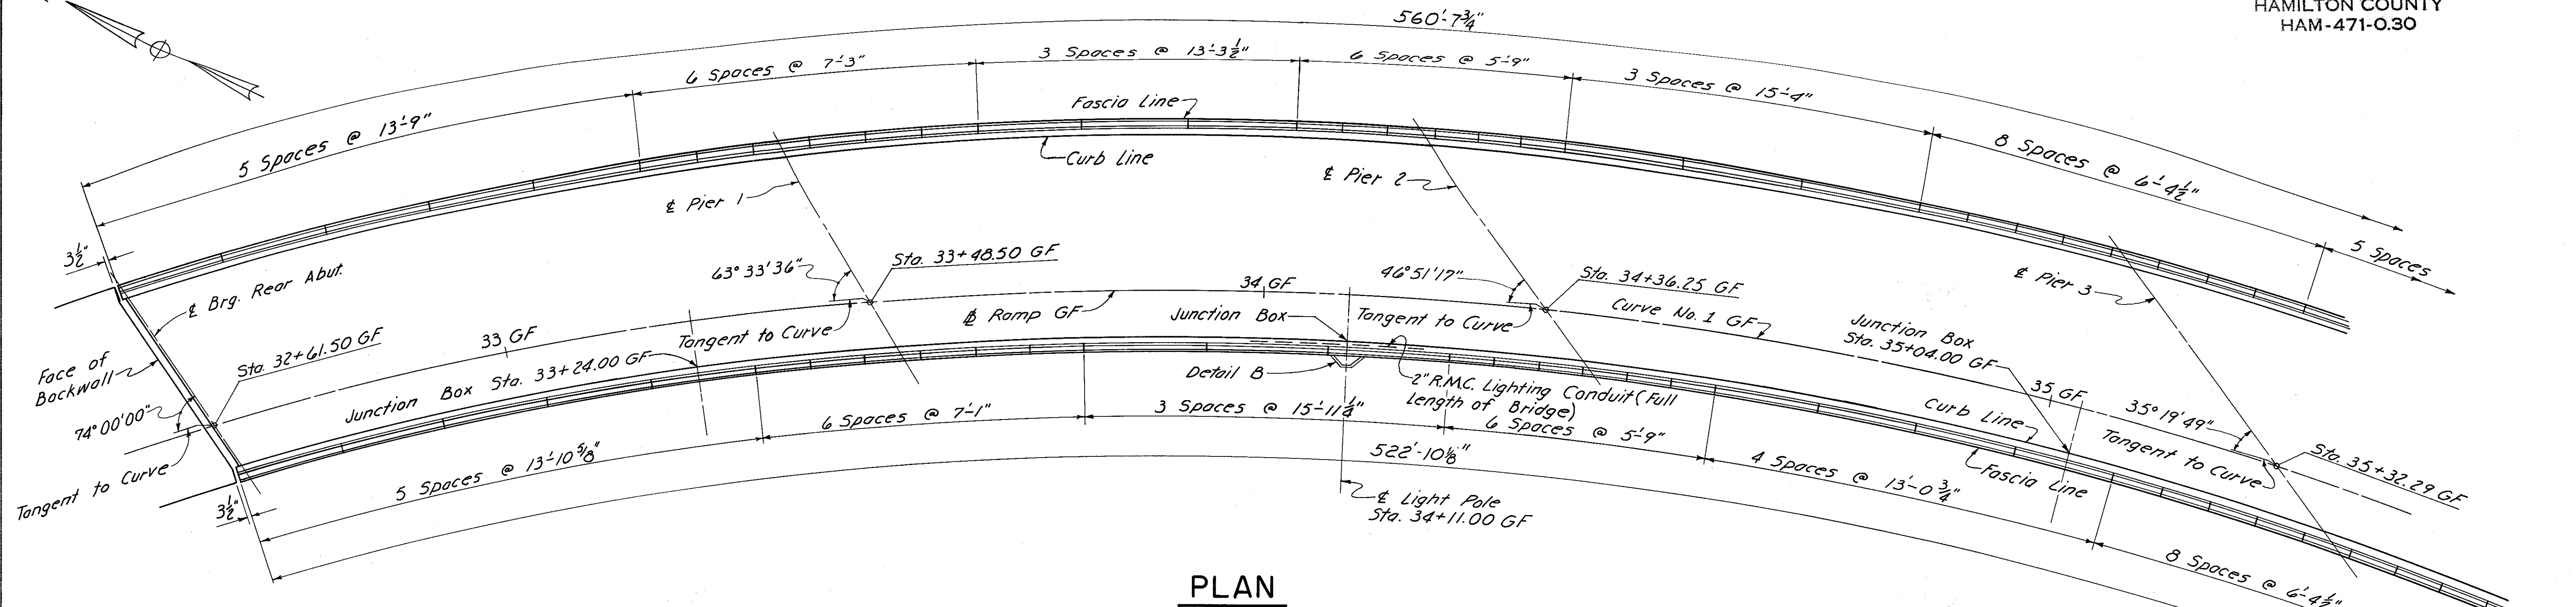 HAMILTON COUNTY
HAM-471-0.30
560'-7¾"
5 Spaces @ 13'-9"
6 Spaces @ 7'-3"
3 Spaces @ 13'-3½"
6 Spaces @ 5'-9"
3 Spaces @ 15'-4"
8 Spaces @ 6'-4½"
5 Spaces
Fascia Line
Curb Line
℄ Pier 1
℄ Pier 2
℄ Pier 3
3½"
℄ Brg. Rear Abut.
Face of
Backwall
74°00'00"
Tangent to Curve
Sta. 32+61.50 GF
33 GF
Junction Box Sta. 33+24.00 GF
Tangent to Curve
63°33'36"
Sta. 33+48.50 GF
℄ Ramp GF
34 GF
Junction Box
Tangent to Curve
46°51'17"
Sta. 34+36.25 GF
Curve No. 1 GF
Junction Box
Sta. 35+04.00 GF
35 GF
35°19'49"
Tangent to Curve
Sta. 35+32.29 GF
Curb Line
Fascia Line
Detail B
2" R.M.C. Lighting Conduit (Full
length of Bridge)
3½"
5 Spaces @ 13'-10⅝"
6 Spaces @ 7'-1"
3 Spaces @ 15'-11¼"
6 Spaces @ 5'-9"
4 Spaces @ 13'-0¾"
8 Spaces @ 6'-4½"
522'-10⅛"
℄ Light Pole
Sta. 34+11.00 GF
PLAN